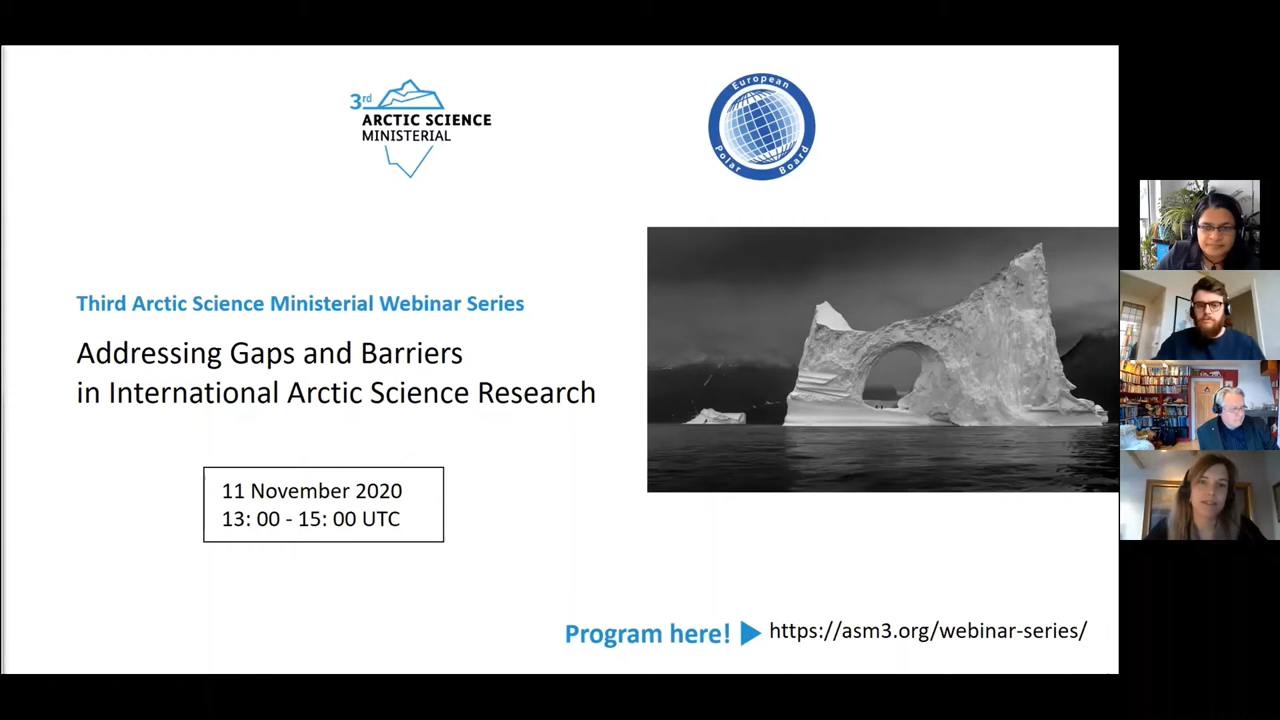 3rd
ARCTIC SCIENCE
MINISTERIAL
European
Polar Board
Third Arctic Science Ministerial Webinar Series
Addressing Gaps and Barriers
in International Arctic Science Research
11 November 2020
13: 00 - 15: 00 UTC
Program here! https://asm3.org/webinar-series/